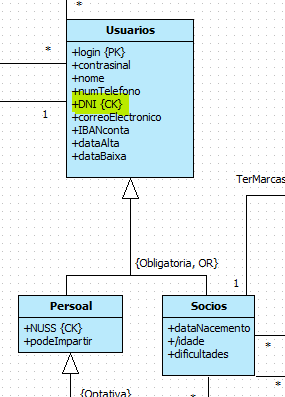 *
Usuarios
*
+login {PK}
+contrasinal
+nome
+numTelefono
+DNI {CK}
1
+correoElectronico
+IBANconta
+dataAlta
+dataBaixa
TerMarcas
{Obligatoria, OR}
1
Persoal
Socios
+NUSS {CK}
+podeImpartir
+dataNacemento
+/idade
+dificultades
*
*
{Optativa}
*